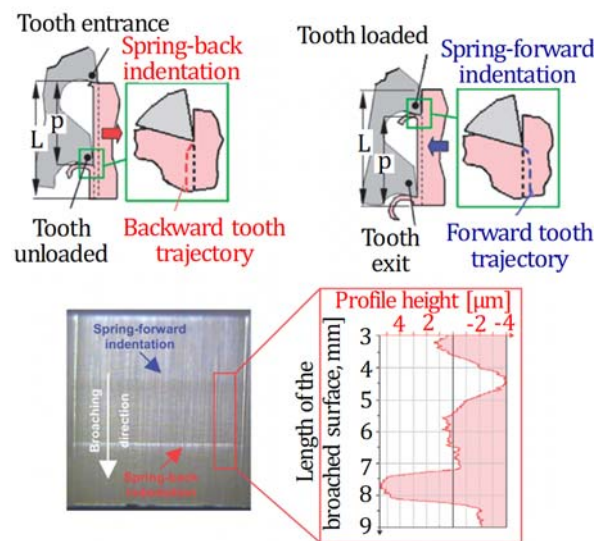 Tooth entrance
Spring-back
indentation
L
p
Tooth
unloaded
Backward tooth
trajectory
Tooth loaded
Spring-forward
indentation
L
p
Tooth
exit
Forward tooth
trajectory
Spring-forward
indentation
Broaching
direction
Spring-back
indentation
Profile height [μm]
4 2 -2 -4
Length of the
broached surface, mm]
3
4
5
6
7
8
9